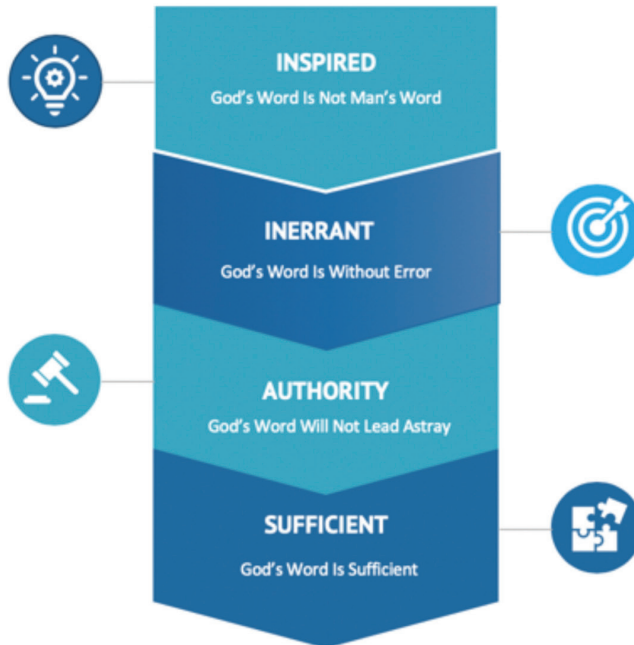 INSPIRED
God's Word Is Not Man's Word
INERRANT
God's Word Is Without Error
AUTHORITY
God's Word Will Not Lead Astray
SUFFICIENT
God's Word Is Sufficient